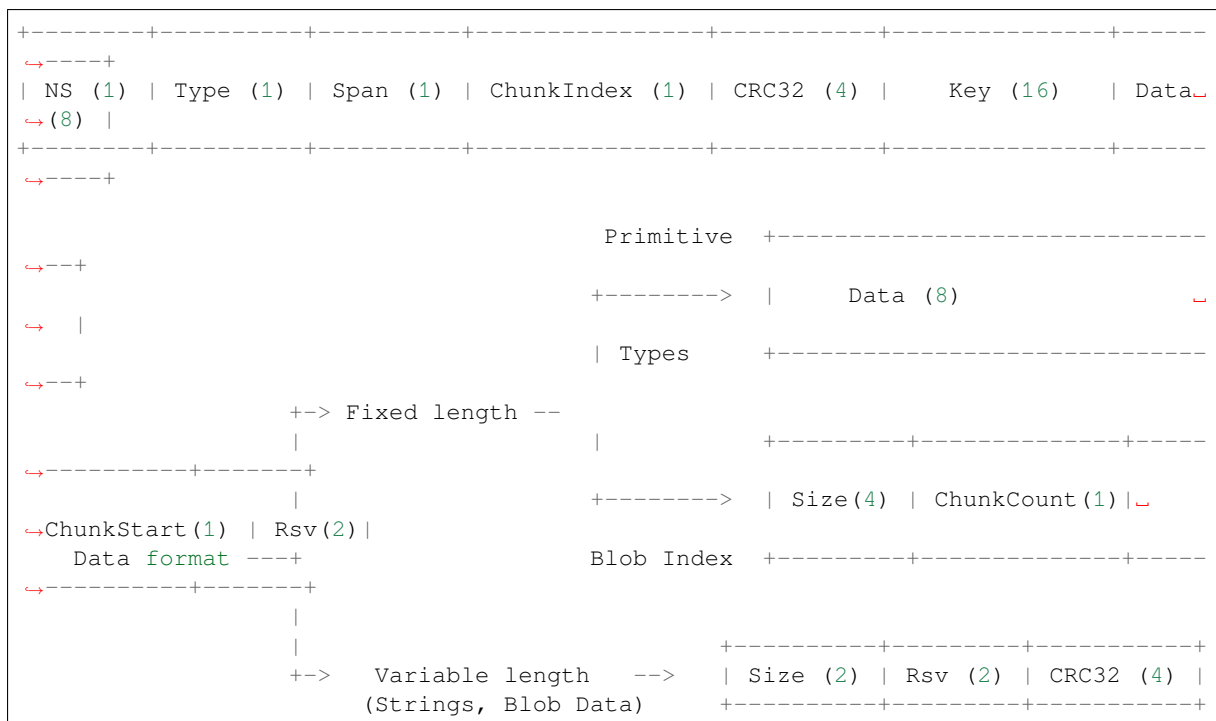 +--------+----------+----------+---------------+-----------+---------------+------
↪----+
| NS (1) | Type (1) | Span (1) | ChunkIndex (1) | CRC32 (4) |    Key (16)    | Data␣
↪(8) |
+--------+----------+----------+---------------+-----------+---------------+------
↪----+
                                       Primitive  +-----------------------------
↪--+
                                      +-------->  |     Data (8)                ␣
↪  |
                                      | Types     +-----------------------------
↪--+
                  +-> Fixed length --
                  |                   |           +---------+--------------+-----
↪----------+-------+
                  |                   +-------->  | Size(4) | ChunkCount(1)|␣
↪ChunkStart(1) | Rsv(2)|
    Data format ---+                  Blob Index  +---------+--------------+-----
↪----------+-------+
                  |
                  |                            +----------+---------+-----------+
                  +->   Variable length   -->  | Size (2) | Rsv (2) | CRC32 (4) |
                       (Strings, Blob Data)    +----------+---------+-----------+